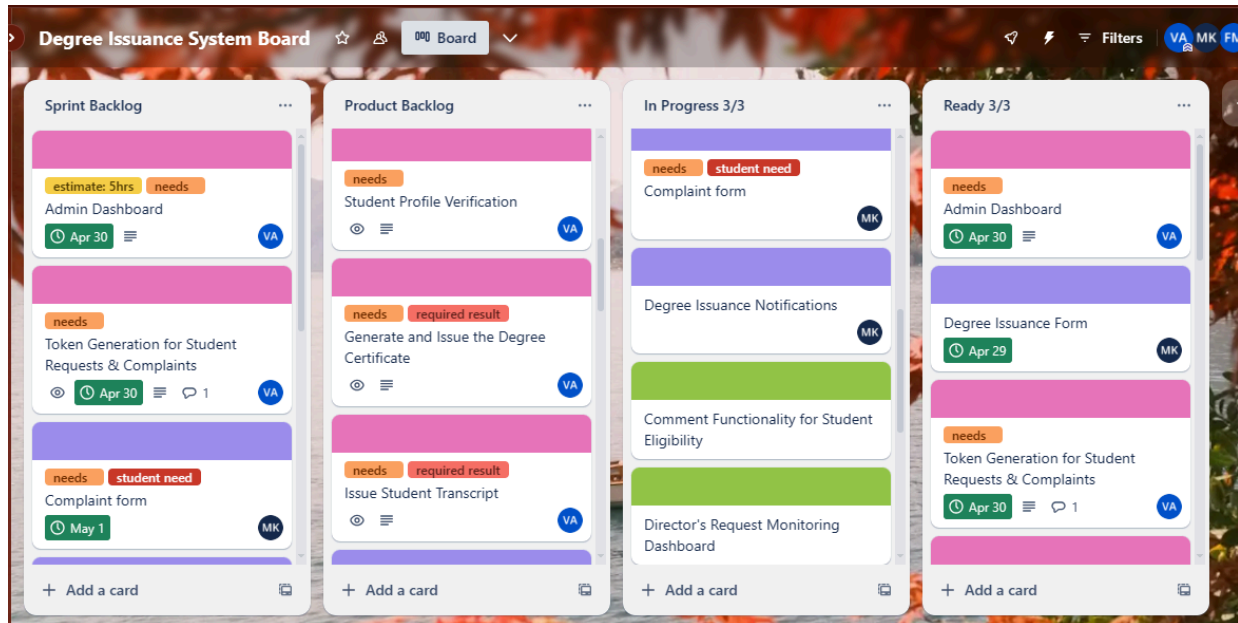 Degree Issuance System Board
Board
Filters
VA MK FM
Sprint Backlog
estimate: 5hrs needs
Admin Dashboard
Apr 30
VA
needs
Token Generation for Student
Requests & Complaints
Apr 30 1
VA
needs student need
Complaint form
May 1
MK
+ Add a card
Product Backlog
needs
Student Profile Verification
VA
needs required result
Generate and Issue the Degree
Certificate
VA
needs required result
Issue Student Transcript
VA
+ Add a card
In Progress 3/3
needs student need
Complaint form
MK
Degree Issuance Notifications
MK
Comment Functionality for Student
Eligibility
Director's Request Monitoring
Dashboard
+ Add a card
Ready 3/3
needs
Admin Dashboard
Apr 30
VA
Degree Issuance Form
Apr 29
MK
needs
Token Generation for Student
Requests & Complaints
Apr 30 1
VA
+ Add a card